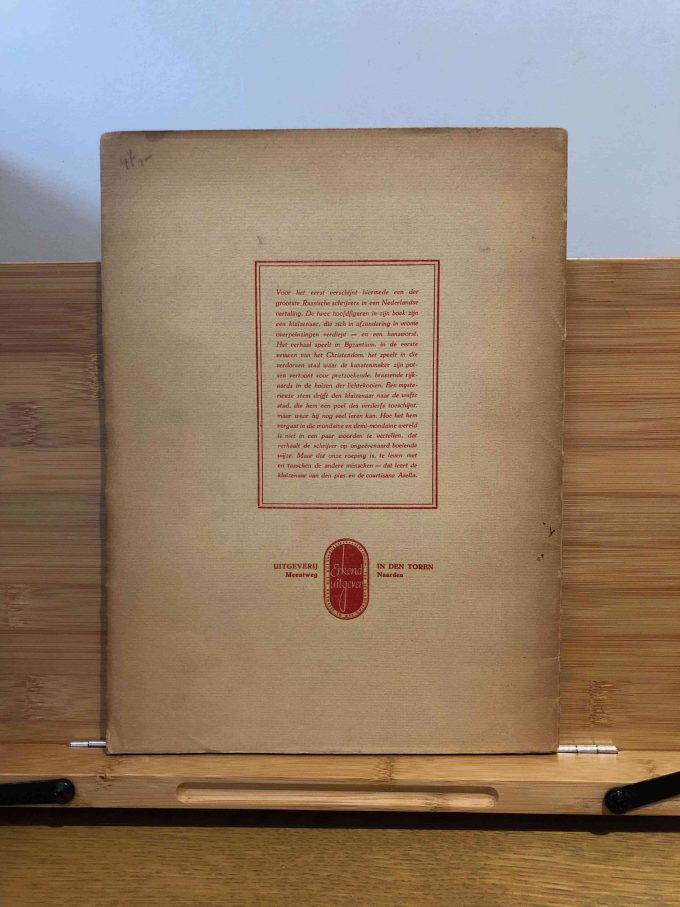 Voor het eerst verschijnt hiermede een der
grootste Russische schrijvers in een Nederlandse
vertaling. De twee hoofdfiguren in zijn boek zijn
een kluizenaar, die zich in afzondering in vrome
overpeinzingen verdiept — en een hansworst.
Het verhaal speelt in Byzantium, in de eerste
eeuwen van het Christendom, het speelt in die
verdorven stad waar de kunstenmaker zijn pot-
sen vertoont voor pretzoekende, brassende rijk-
aards in de huizen der lichtekooien. Een myste-
rieuze stem drijft den kluizenaar naar de wufte
stad, die hem een poel des verderfs toeschijnt,
maar waar hij nog veel leren kan. Hoe het hem
vergaat in die mondaine en demi-mondaine wereld
is niet in een paar woorden te vertellen, dat
verhaalt de schrijver op ongeëvenaard boeiende
wijze. Maar dat onze roeping is, te leven met
en tusschen de andere menschen — dat leert de
kluizenaar van den pias en de courtisane Azella.
UITGEVERIJ IN DEN TOREN
Meentweg Naarden
Erkend
uitgever